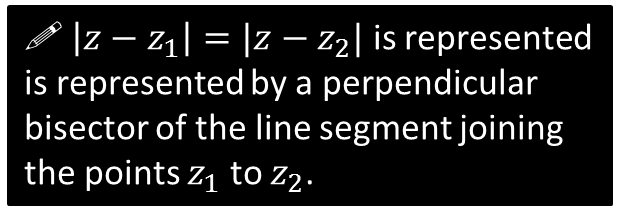 |z − z₁| = |z − z₂| is represented
is represented by a perpendicular
bisector of the line segment joining
the points z₁ to z₂.